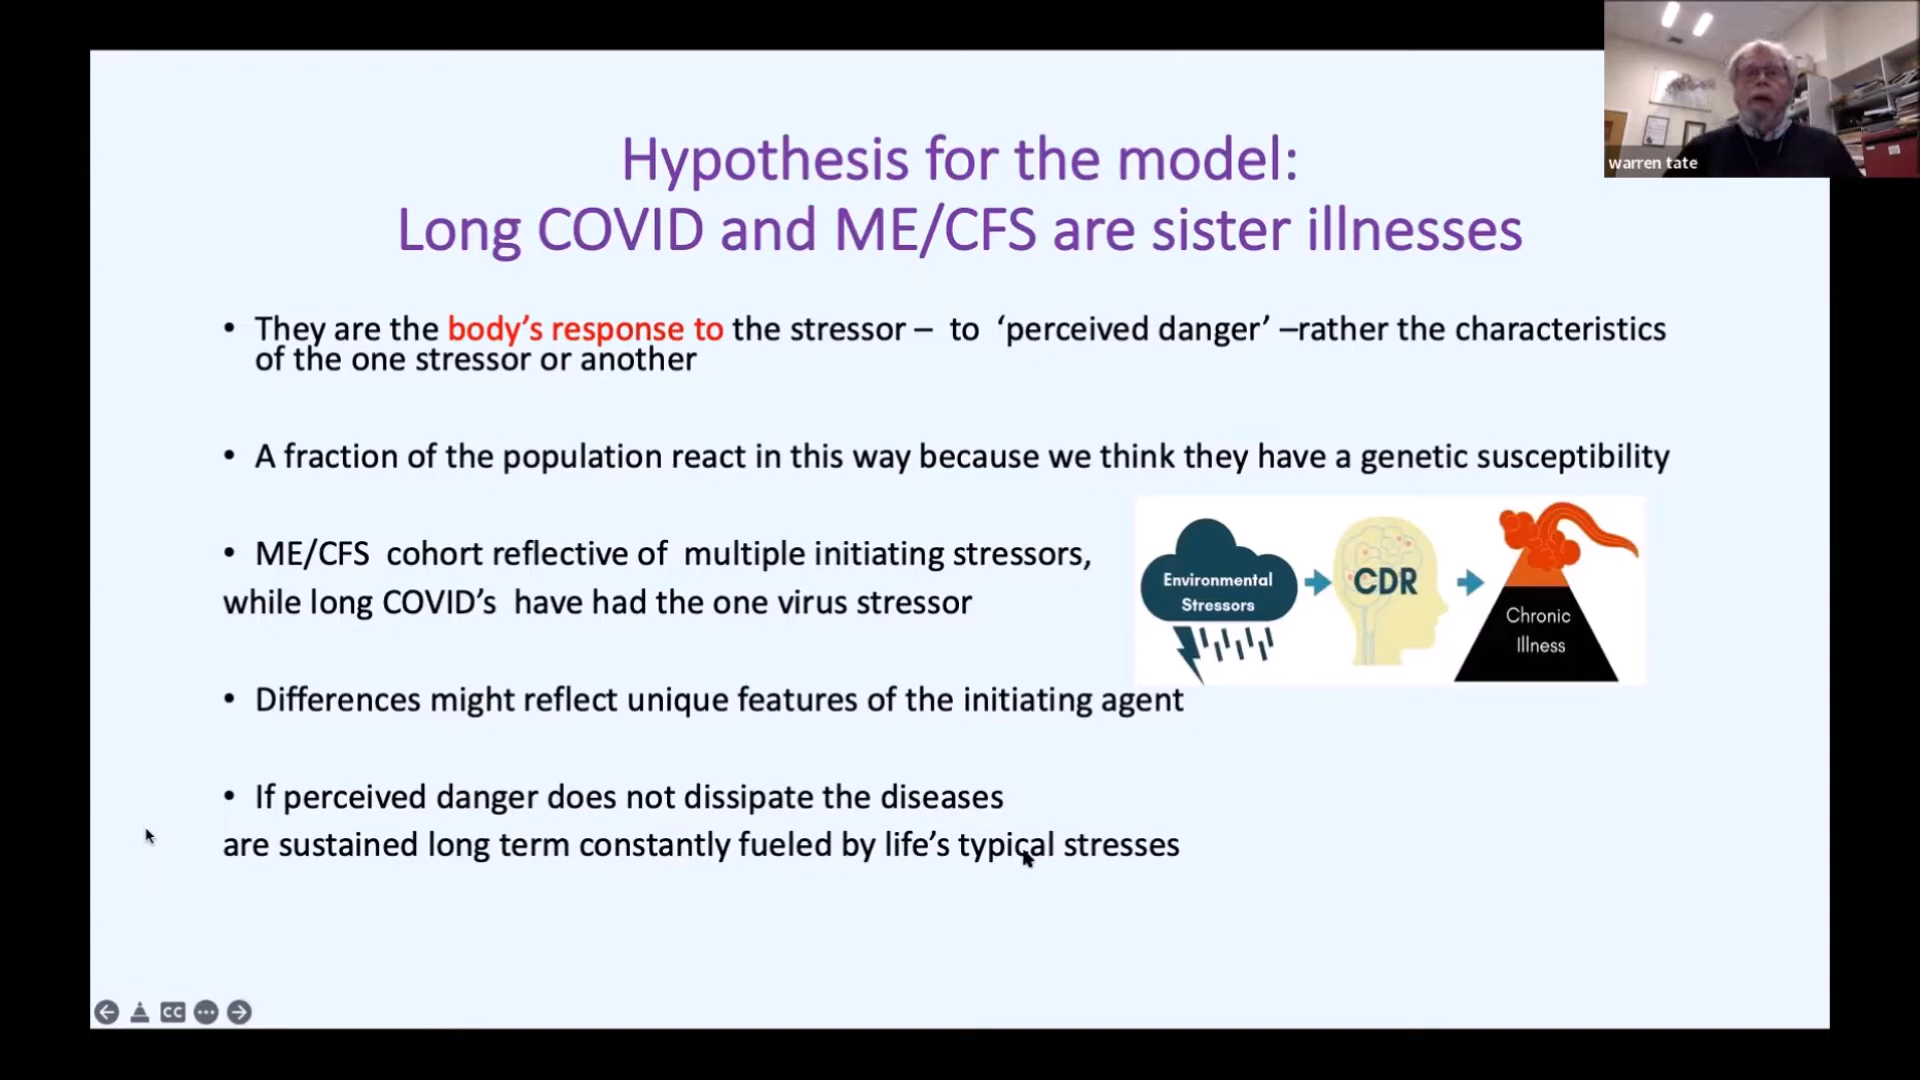 warren tate
Hypothesis for the model:
Long COVID and ME/CFS are sister illnesses
• They are the body’s response to the stressor – to ‘perceived danger’ –rather the characteristics
of the one stressor or another
• A fraction of the population react in this way because we think they have a genetic susceptibility
• ME/CFS cohort reflective of multiple initiating stressors,
while long COVID’s have had the one virus stressor
Environmental
Stressors
CDR
Chronic
Illness
• Differences might reflect unique features of the initiating agent
• If perceived danger does not dissipate the diseases
are sustained long term constantly fueled by life’s typical stresses
CC